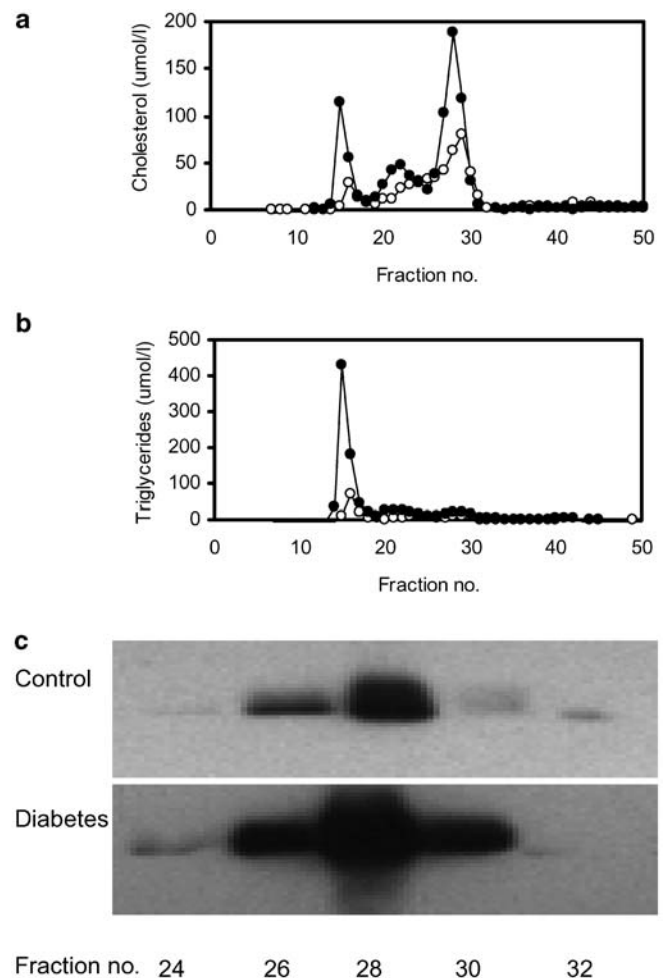 a
Cholesterol (umol/l)
200
150
100
50
0
0 10 20 30 40 50
Fraction no.
b
Triglycerides (umol/l)
500
400
300
200
100
0
0 10 20 30 40 50
Fraction no.
c
Control
Diabetes
Fraction no. 24 26 28 30 32